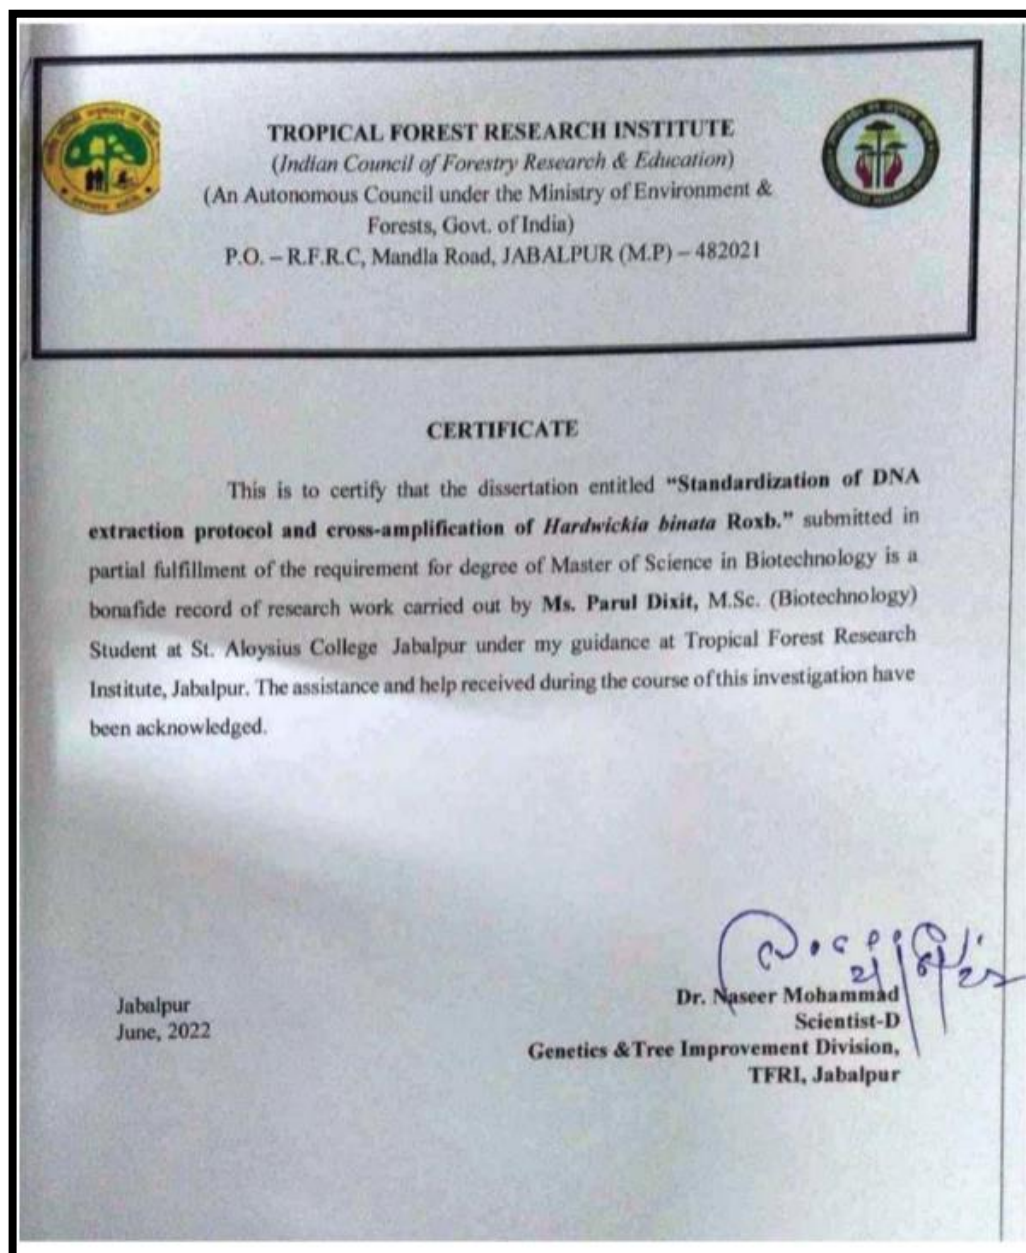 TROPICAL FOREST RESEARCH INSTITUTE
(Indian Council of Forestry Research & Education)
(An Autonomous Council under the Ministry of Environment &
Forests, Govt. of India)
P.O. – R.F.R.C, Mandla Road, JABALPUR (M.P) – 482021
CERTIFICATE
This is to certify that the dissertation entitled “Standardization of DNA
extraction protocol and cross-amplification of Hardwickia binata Roxb.” submitted in
partial fulfillment of the requirement for degree of Master of Science in Biotechnology is a
bonafide record of research work carried out by Ms. Parul Dixit, M.Sc. (Biotechnology)
Student at St. Aloysius College Jabalpur under my guidance at Tropical Forest Research
Institute, Jabalpur. The assistance and help received during the course of this investigation have
been acknowledged.
Jabalpur
June, 2022
Dr. Naseer Mohammad
Scientist-D
Genetics &Tree Improvement Division,
TFRI, Jabalpur